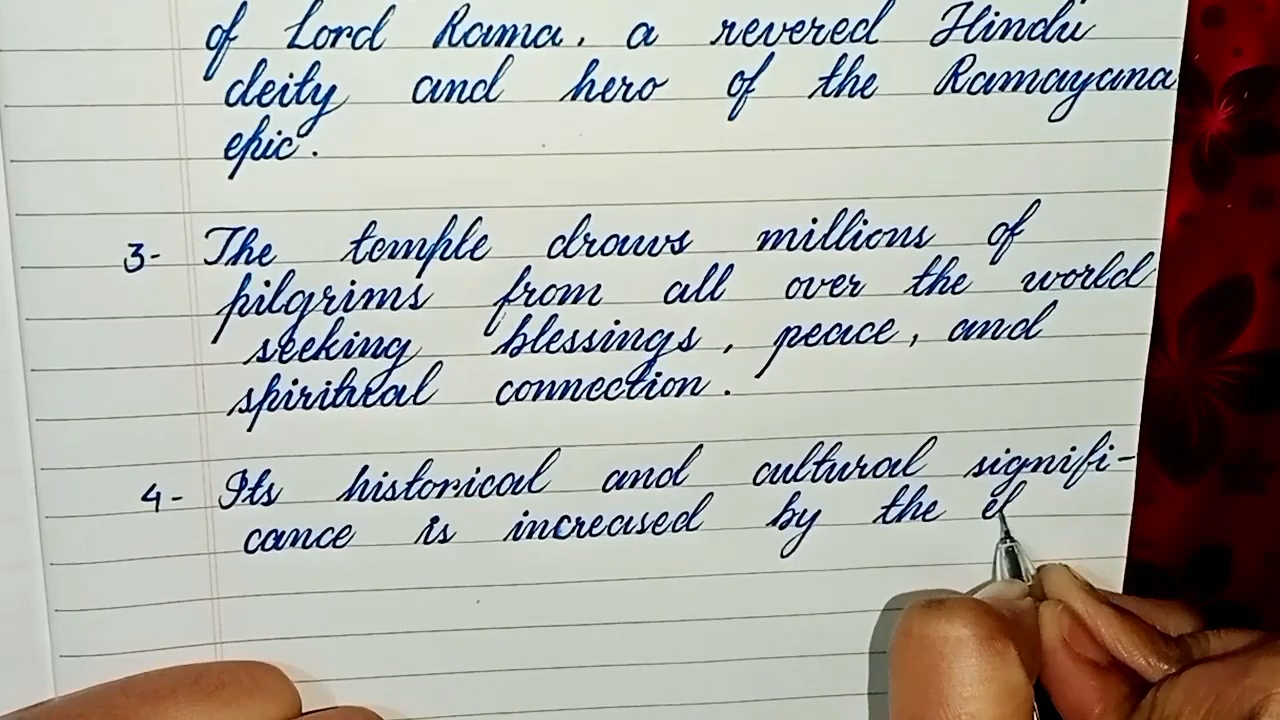 of Lord Rama, a revered Hindu
deity and hero of the Ramayana
epic.
3- The temple draws millions of
pilgrims from all over the world
seeking blessings, peace, and
spiritual connection.
4- Its historical and cultural signifi-
cance is increased by the